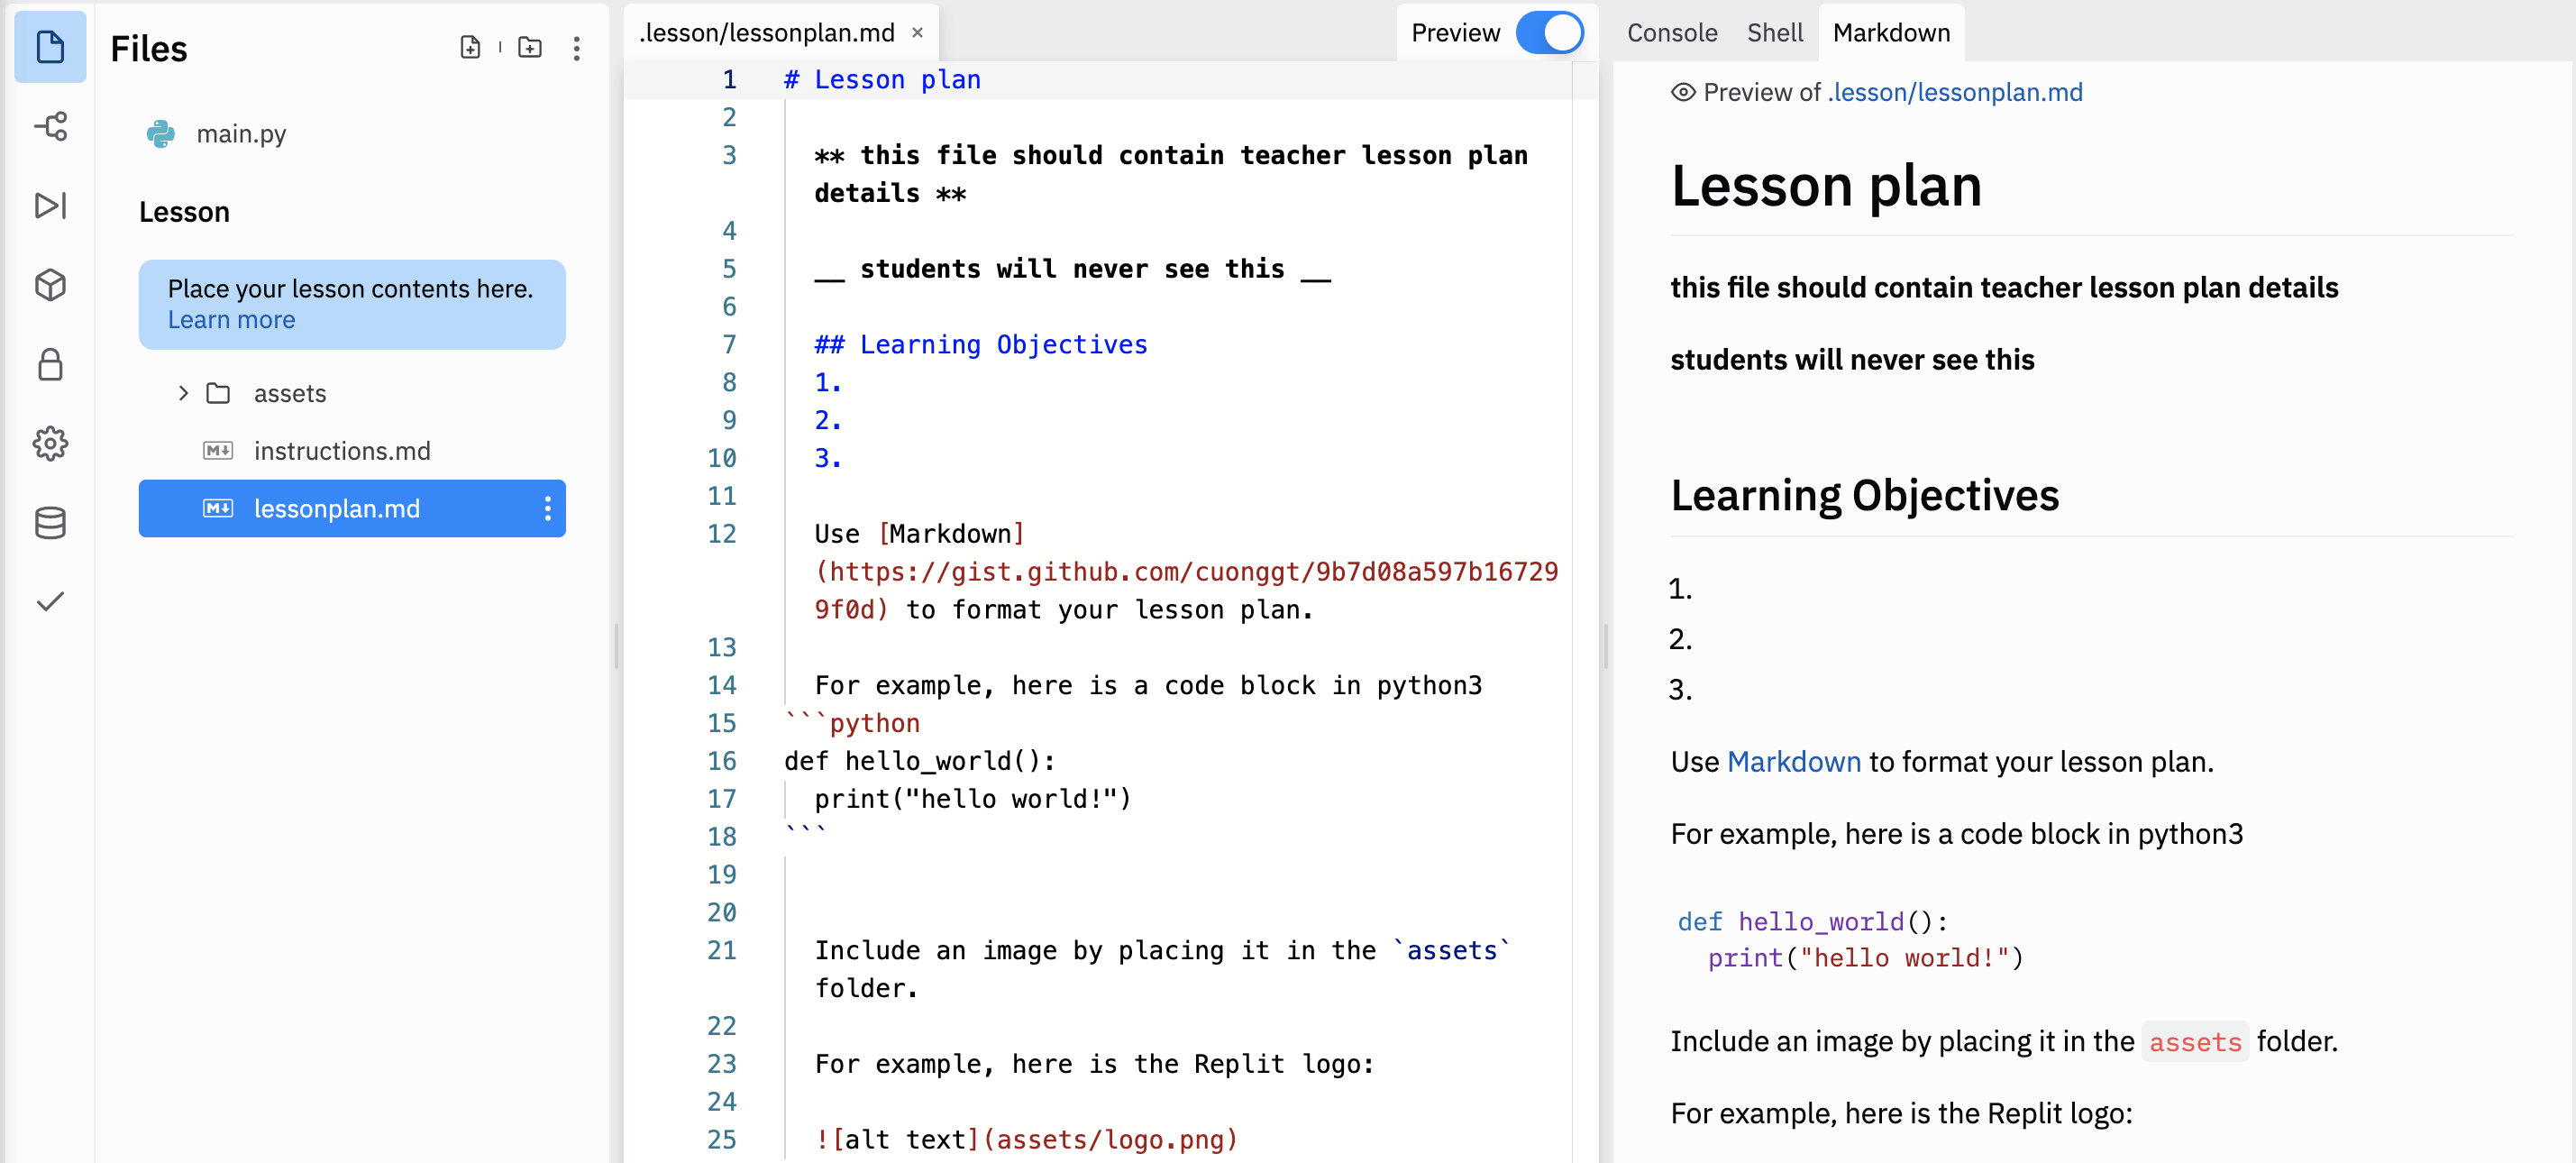 Files
main.py
Lesson
Place your lesson contents here.
Learn more
assets
instructions.md
lessonplan.md
.lesson/lessonplan.md ×
Preview
1 # Lesson plan
2
3 ** this file should contain teacher lesson plan
details **
4
5 __ students will never see this __
6
7 ## Learning Objectives
8 1.
9 2.
10 3.
11
12 Use [Markdown]
(https://gist.github.com/cuonggt/9b7d08a597b16729
9f0d) to format your lesson plan.
13
14 For example, here is a code block in python3
15 ```python
16 def hello_world():
17 print("hello world!")
18 ```
19
20
21 Include an image by placing it in the `assets`
folder.
22
23 For example, here is the Replit logo:
24
25 ![alt text](assets/logo.png)
Console Shell Markdown
Preview of .lesson/lessonplan.md
Lesson plan
this file should contain teacher lesson plan details
students will never see this
Learning Objectives
1.
2.
3.
Use Markdown to format your lesson plan.
For example, here is a code block in python3
def hello_world():
print("hello world!")
Include an image by placing it in the assets folder.
For example, here is the Replit logo: